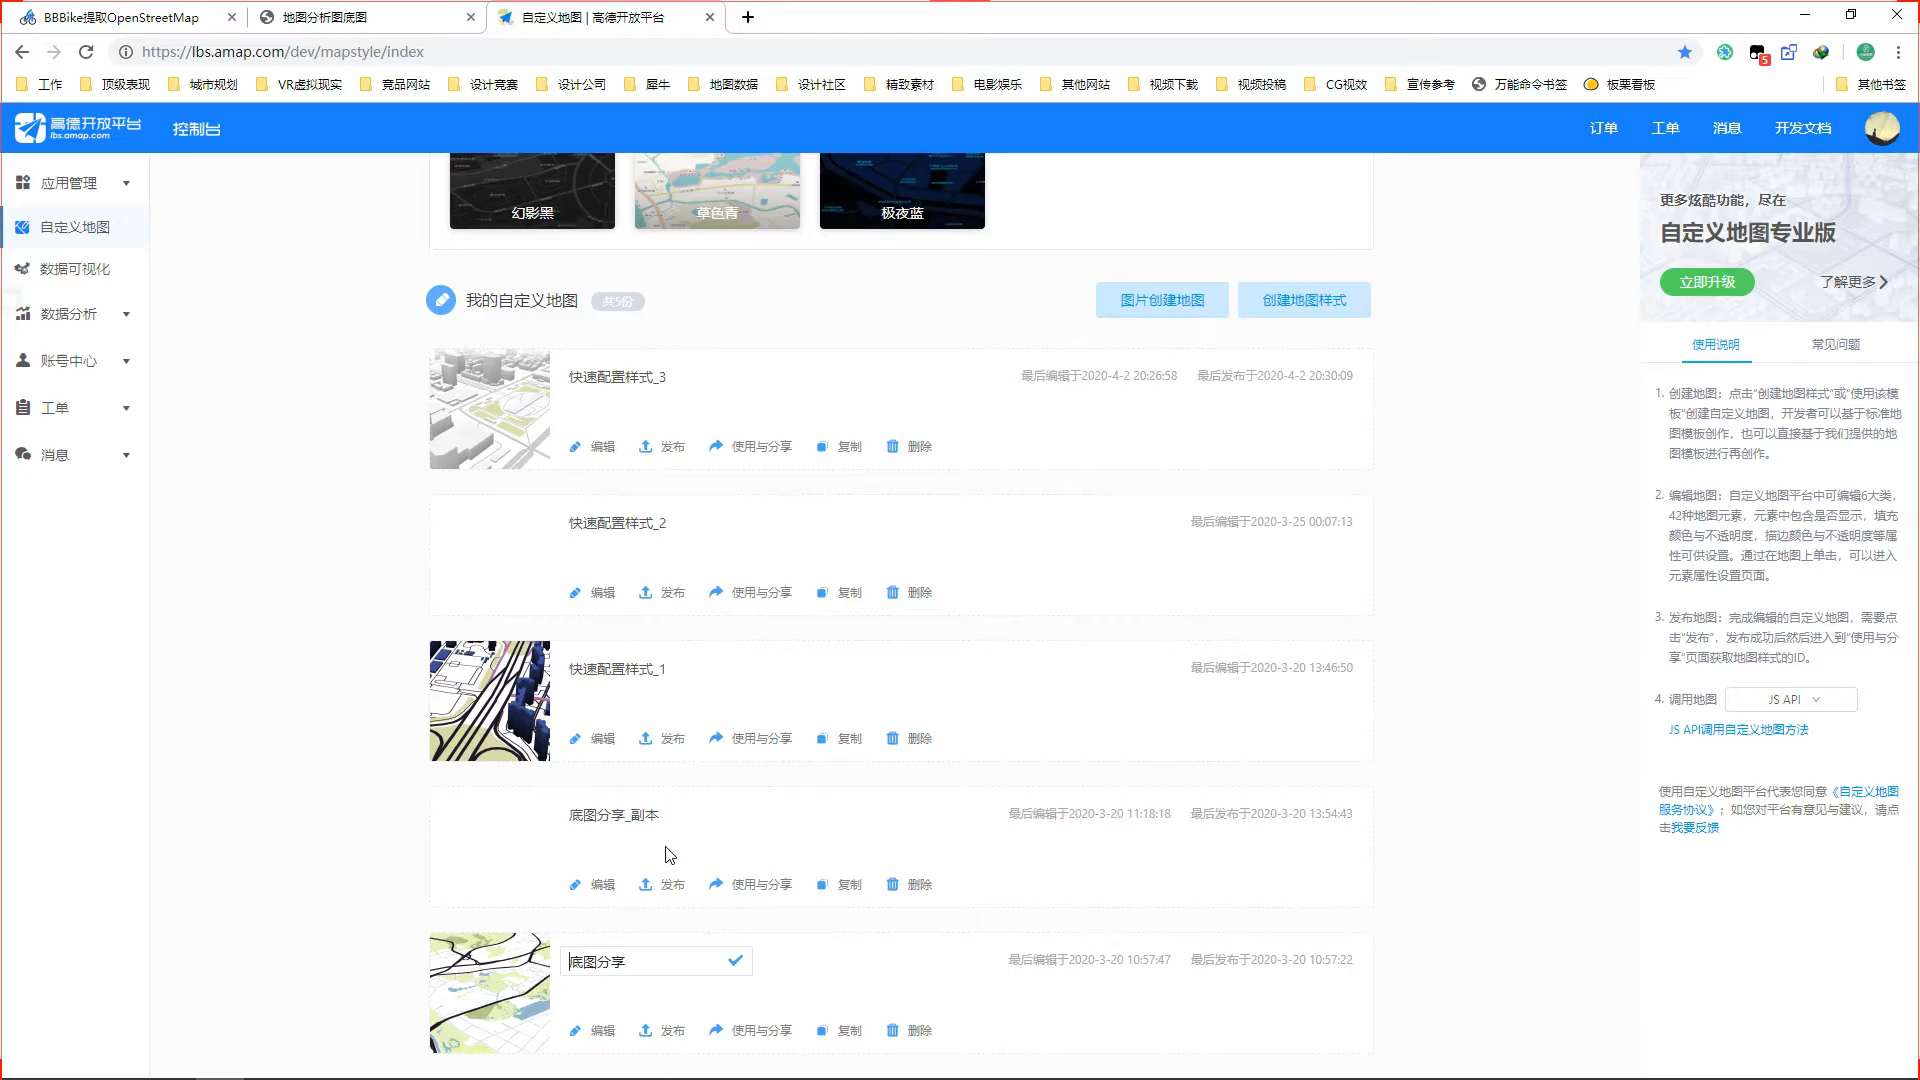 BBBike提取OpenStreetMap
地图分析图底图
自定义地图 | 高德开放平台
https://lbs.amap.com/dev/mapstyle/index
5
工作
顶级表现
城市规划
VR虚拟现实
竞品网站
设计竞赛
设计公司
犀牛
地图数据
设计社区
精致素材
电影娱乐
其他网站
视频下载
视频投稿
CG视效
宣传参考
万能命令书签
板栗看板
其他书签
高德开放平台
lbs.amap.com
控制台
订单
工单
消息
开发文档
应用管理
自定义地图
数据可视化
数据分析
账号中心
工单
消息
幻影黑
草色青
极夜蓝
我的自定义地图
共5份
图片创建地图
创建地图样式
快速配置样式_3
最后编辑于2020-4-2 20:26:58
最后发布于2020-4-2 20:30:09
编辑 发布 使用与分享 复制 删除
快速配置样式_2
最后编辑于2020-3-25 00:07:13
编辑 发布 使用与分享 复制 删除
快速配置样式_1
最后编辑于2020-3-20 13:46:50
编辑 发布 使用与分享 复制 删除
底图分享_副本
最后编辑于2020-3-20 11:18:18
最后发布于2020-3-20 13:54:43
编辑 发布 使用与分享 复制 删除
底图分享
最后编辑于2020-3-20 10:57:47
最后发布于2020-3-20 10:57:22
编辑 发布 使用与分享 复制 删除
更多炫酷功能，尽在
自定义地图专业版
立即升级
了解更多
使用说明
常见问题
1. 创建地图：点击“创建地图样式”或“使用该模
板”创建自定义地图，开发者可以基于标准地
图模板创作，也可以直接基于我们提供的地
图模板进行再创作。
2. 编辑地图：自定义地图平台中可编辑6大类，
42种地图元素，元素中包含是否显示，填充
颜色与不透明度，描边颜色与不透明度等属
性可供设置。通过在地图上单击，可以进入
元素属性设置页面。
3. 发布地图：完成编辑的自定义地图，需要点
击“发布”，发布成功后然后进入到“使用与分
享”页面获取地图样式的ID。
4. 调用地图 JS API
JS API调用自定义地图方法
使用自定义地图平台代表您同意《自定义地图
服务协议》；如您对平台有意见与建议，请点
击我要反馈